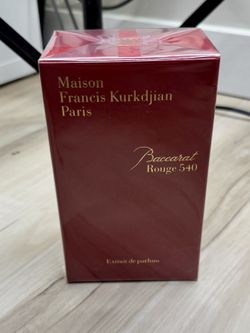 Maison
Francis Kurkdjian
Paris
Baccarat
Rouge 540
Extrait de parfum